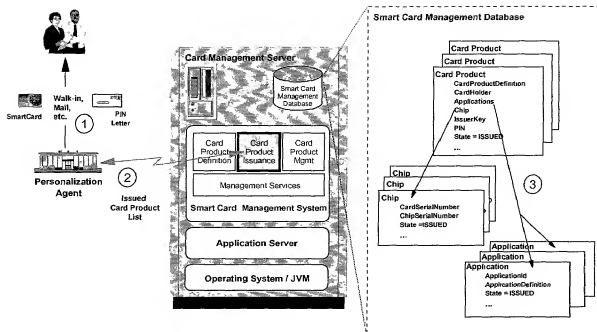 Walk-in,
Mail,
etc.
SmartCard
PIN
Letter
1
Personalization
Agent
2
Issued
Card Product
List
Card Management Server
Smart Card
Management
Database
Card
Product
Definition
Card
Product
Issuance
Card
Product
Mgmt
Management Services
Smart Card Management System
Application Server
Operating System / JVM
Smart Card Management Database
Card Product
Card Product
Card Product
CardProductDefinition
CardHolder
Applications
Chip
IssuerKey
PIN
State = ISSUED
...
3
Chip
Chip
Chip
CardSerialNumber
ChipSerialNumber
State =ISSUED
...
Application
Application
Application
ApplicationId
ApplicationDefinition
State = ISSUED
...